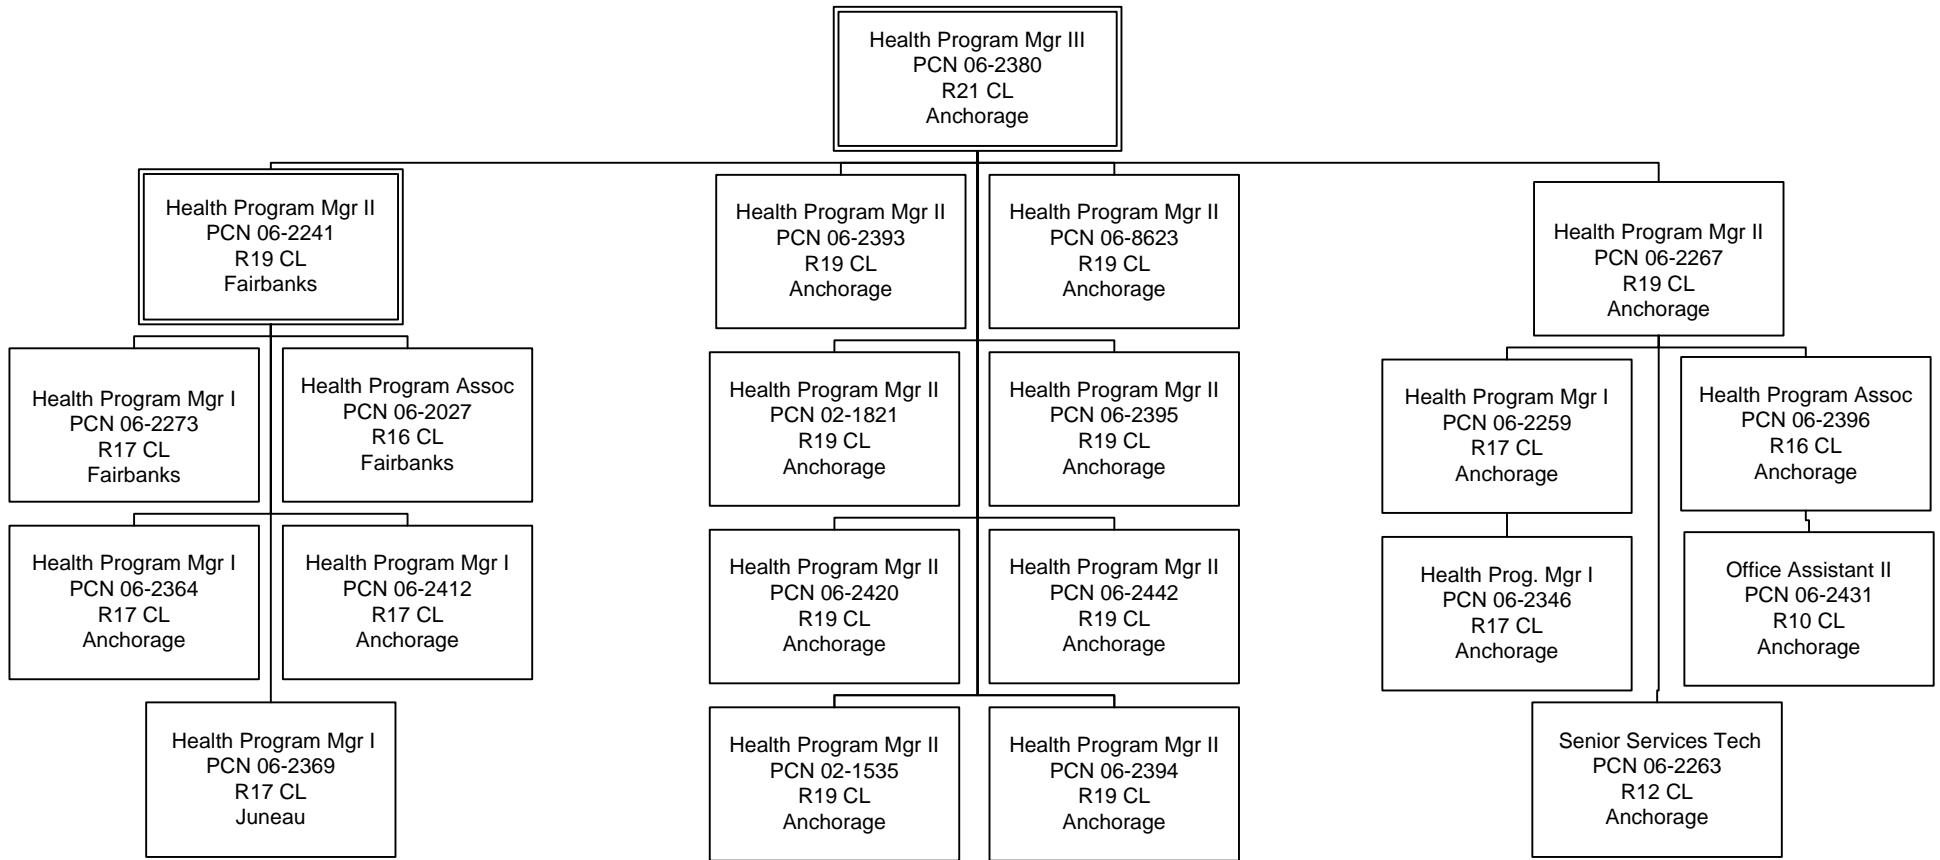 Health Program Mgr III
PCN 06-2380
R21 CL
Anchorage
Health Program Mgr II
PCN 06-2241
R19 CL
Fairbanks
Health Program Mgr II
PCN 06-2393
R19 CL
Anchorage
Health Program Mgr II
PCN 06-8623
R19 CL
Anchorage
Health Program Mgr II
PCN 06-2267
R19 CL
Anchorage
Health Program Mgr I
PCN 06-2273
R17 CL
Fairbanks
Health Program Assoc
PCN 06-2027
R16 CL
Fairbanks
Health Program Mgr II
PCN 02-1821
R19 CL
Anchorage
Health Program Mgr II
PCN 06-2395
R19 CL
Anchorage
Health Program Mgr I
PCN 06-2259
R17 CL
Anchorage
Health Program Assoc
PCN 06-2396
R16 CL
Anchorage
Health Program Mgr I
PCN 06-2364
R17 CL
Anchorage
Health Program Mgr I
PCN 06-2412
R17 CL
Anchorage
Health Program Mgr II
PCN 06-2420
R19 CL
Anchorage
Health Program Mgr II
PCN 06-2442
R19 CL
Anchorage
Health Prog. Mgr I
PCN 06-2346
R17 CL
Anchorage
Office Assistant II
PCN 06-2431
R10 CL
Anchorage
Health Program Mgr I
PCN 06-2369
R17 CL
Juneau
Health Program Mgr II
PCN 02-1535
R19 CL
Anchorage
Health Program Mgr II
PCN 06-2394
R19 CL
Anchorage
Senior Services Tech
PCN 06-2263
R12 CL
Anchorage